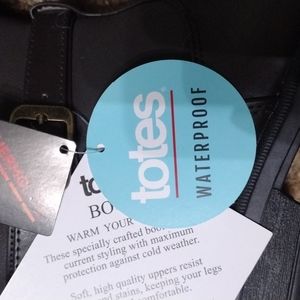 totes
WATERPROOF
to
BO
WARM YOUR
These specially crafted boo
current styling with maximum
protection against cold weather.
Soft, high quality uppers resist
and stains, keeping your legs
comfortable.